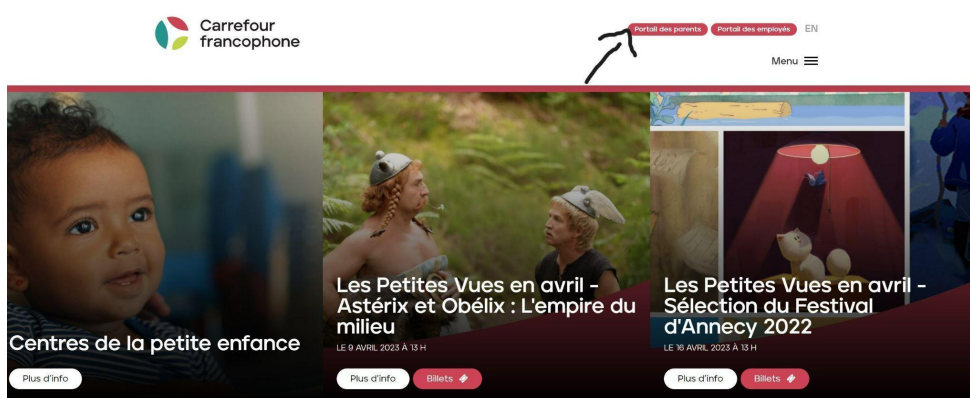 Carrefour
francophone
Portail des parents
Portail des employés
EN
Menu
Centres de la petite enfance
Plus d'info
Les Petites Vues en avril -
Astérix et Obélix : L'empire du
milieu
LE 9 AVRIL 2023 À 13 H
Plus d'info
Billets
Les Petites Vues en avril -
Sélection du Festival
d'Annecy 2022
LE 16 AVRIL 2023 À 13 H
Plus d'info
Billets